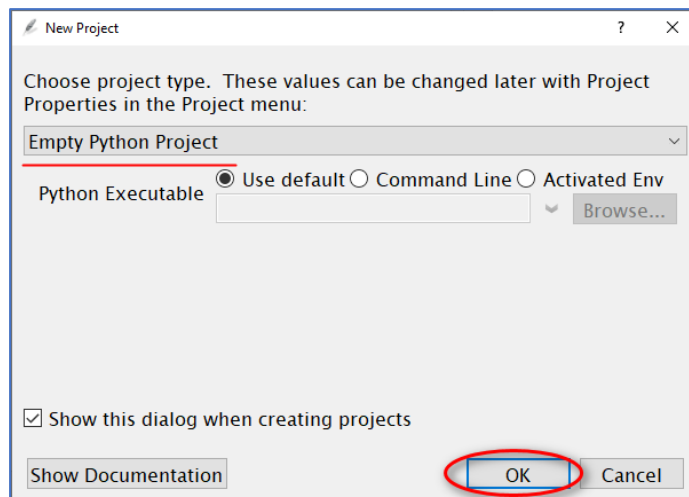 New Project
Choose project type. These values can be changed later with Project
Properties in the Project menu:
Empty Python Project
Use default Command Line Activated Env
Python Executable
Browse...
Show this dialog when creating projects
Show Documentation OK Cancel